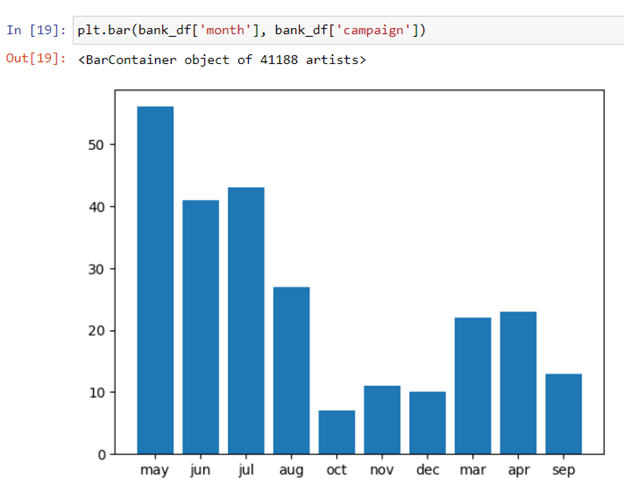 In [19]: plt.bar(bank_df['month'], bank_df['campaign'])
Out[19]: <BarContainer object of 41188 artists>
50
40
30
20
10
0
may jun jul aug oct nov dec mar apr sep